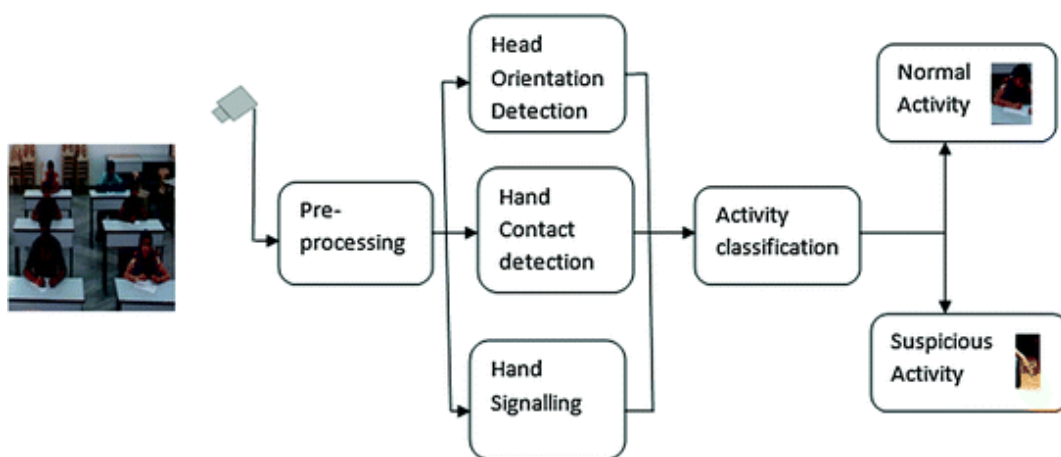 Pre-
processing
Head
Orientation
Detection
Hand
Contact
detection
Hand
Signalling
Activity
classification
Normal
Activity
Suspicious
Activity